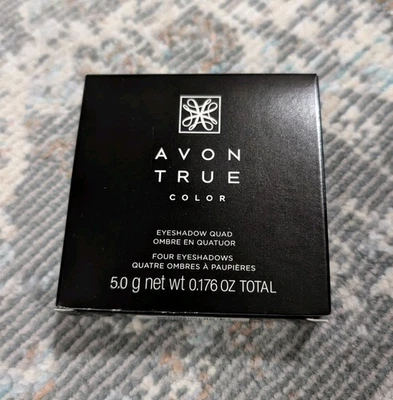 AVON
TRUE
COLOR
EYESHADOW QUAD
OMBRE EN QUATUOR
FOUR EYESHADOWS
QUATRE OMBRES À PAUPIÈRES
5.0 g net wt 0.176 OZ TOTAL